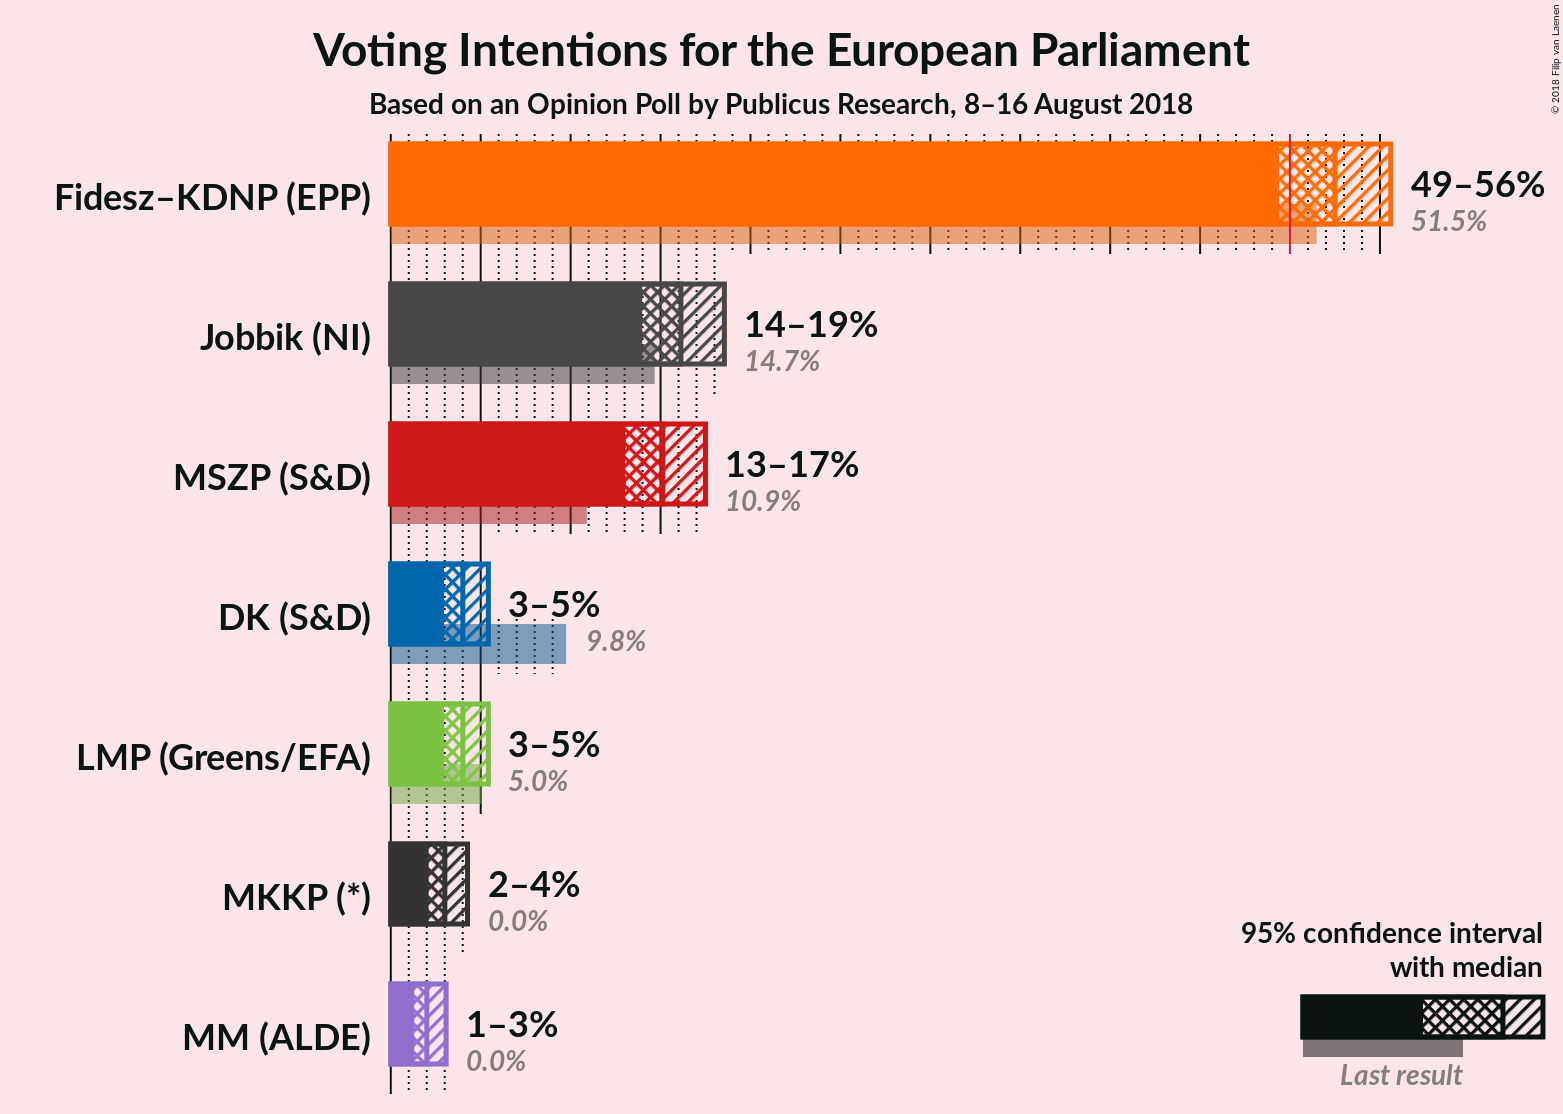 Voting Intentions for the European Parliament
Based on an Opinion Poll by Publicus Research, 8–16 August 2018
© 2018 Filip van Laenen
Fidesz–KDNP (EPP)
49–56%
51.5%
Jobbik (NI)
14–19%
14.7%
MSZP (S&D)
13–17%
10.9%
DK (S&D)
3–5%
9.8%
LMP (Greens/EFA)
3–5%
5.0%
MKKP (*)
2–4%
0.0%
MM (ALDE)
1–3%
0.0%
95% confidence interval
with median
Last result